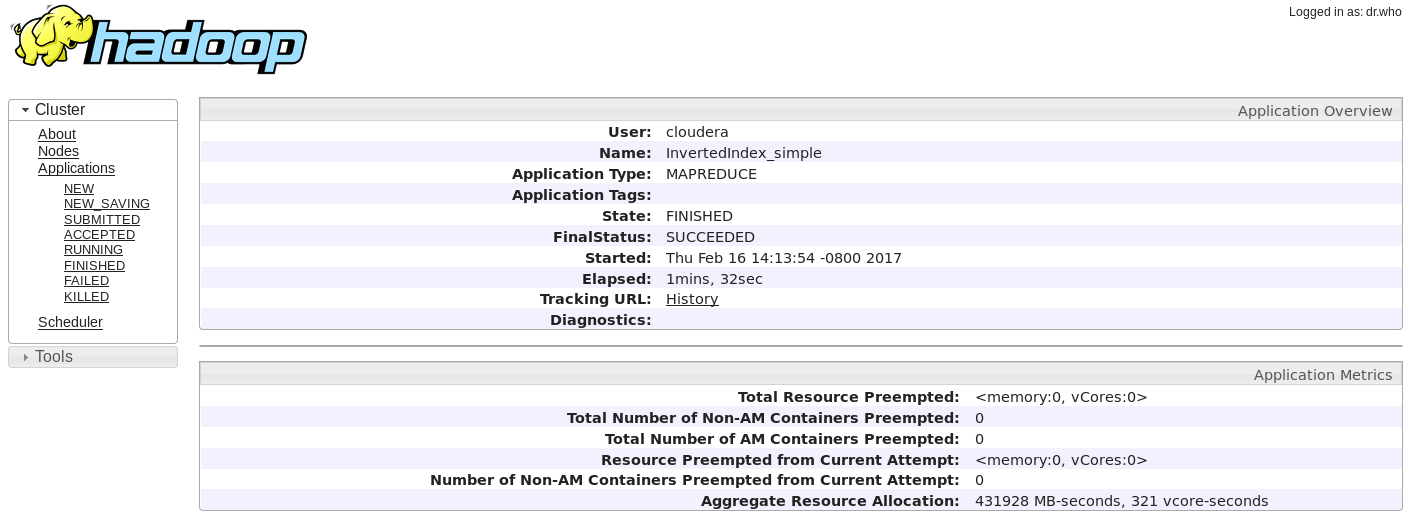 hadoop
Logged in as: dr.who
Cluster
About
Nodes
Applications
NEW
NEW_SAVING
SUBMITTED
ACCEPTED
RUNNING
FINISHED
FAILED
KILLED
Scheduler
Tools
Application Overview
User: cloudera
Name: InvertedIndex_simple
Application Type: MAPREDUCE
Application Tags:
State: FINISHED
FinalStatus: SUCCEEDED
Started: Thu Feb 16 14:13:54 -0800 2017
Elapsed: 1mins, 32sec
Tracking URL: History
Diagnostics:
Application Metrics
Total Resource Preempted: <memory:0, vCores:0>
Total Number of Non-AM Containers Preempted: 0
Total Number of AM Containers Preempted: 0
Resource Preempted from Current Attempt: <memory:0, vCores:0>
Number of Non-AM Containers Preempted from Current Attempt: 0
Aggregate Resource Allocation: 431928 MB-seconds, 321 vcore-seconds